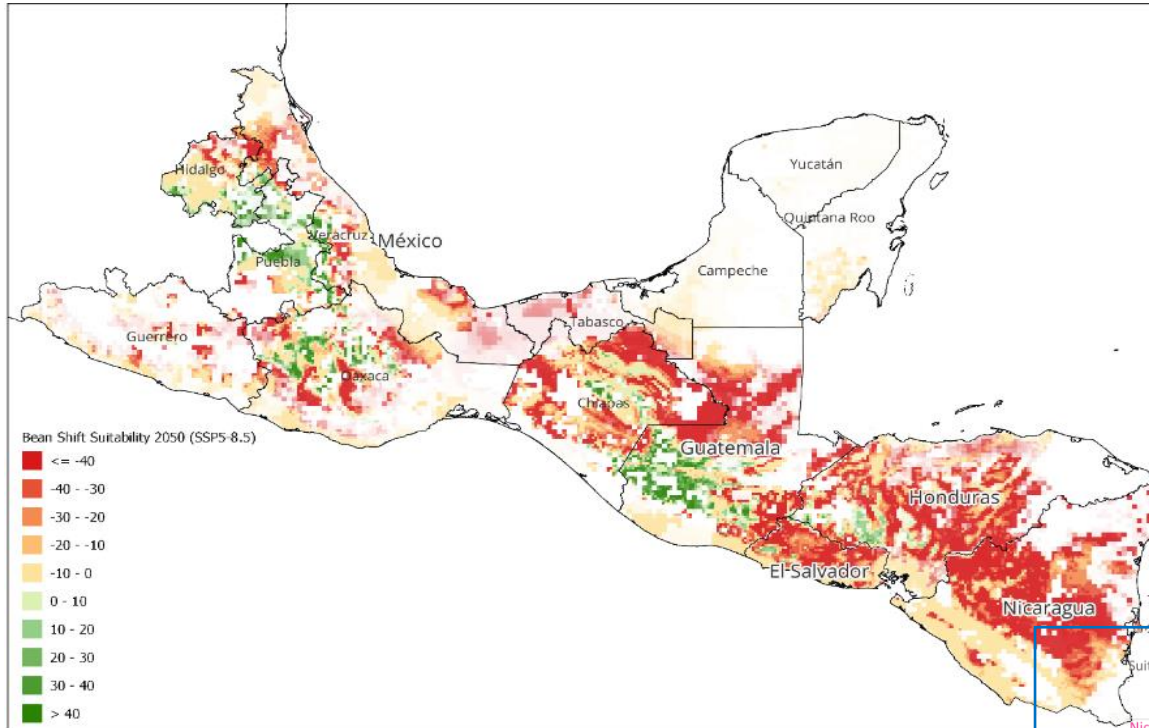 Yucatán
Hidalgo
Quintana Roo
Veracruz
México
Puebla
Campeche
Tabasco
Guerrero
Oaxaca
Chiapas
Guatemala
Honduras
El Salvador
Nicaragua
Suit
Nic
Bean Shift Suitability 2050 (SSP5-8.5)
<= -40
-40 - -30
-30 - -20
-20 - -10
-10 - 0
0 - 10
10 - 20
20 - 30
30 - 40
> 40